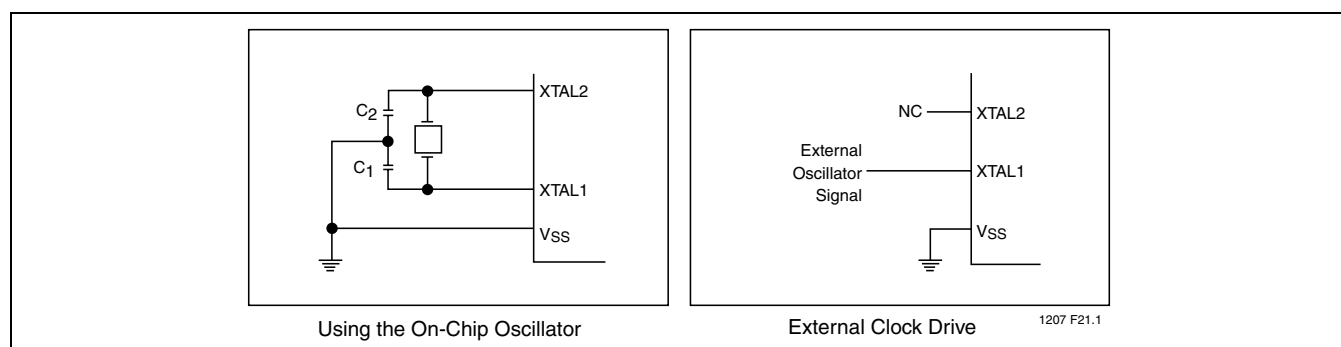 C2
C1
XTAL2
XTAL1
VSS
Using the On-Chip Oscillator
NC
External
Oscillator
Signal
XTAL2
XTAL1
VSS
External Clock Drive
1207 F21.1